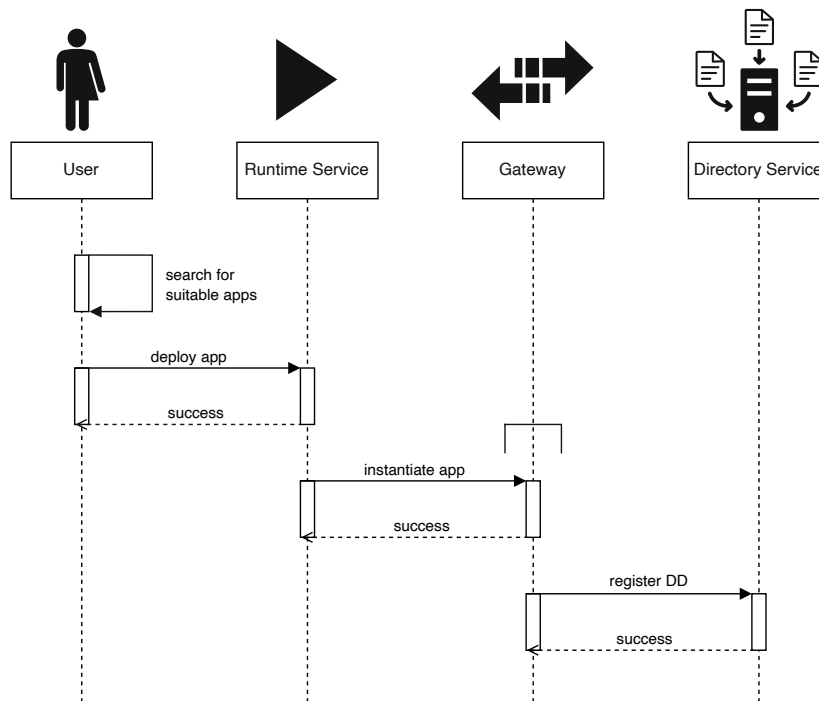 User
Runtime Service
Gateway
Directory Service
search for
suitable apps
deploy app
success
instantiate app
success
register DD
success